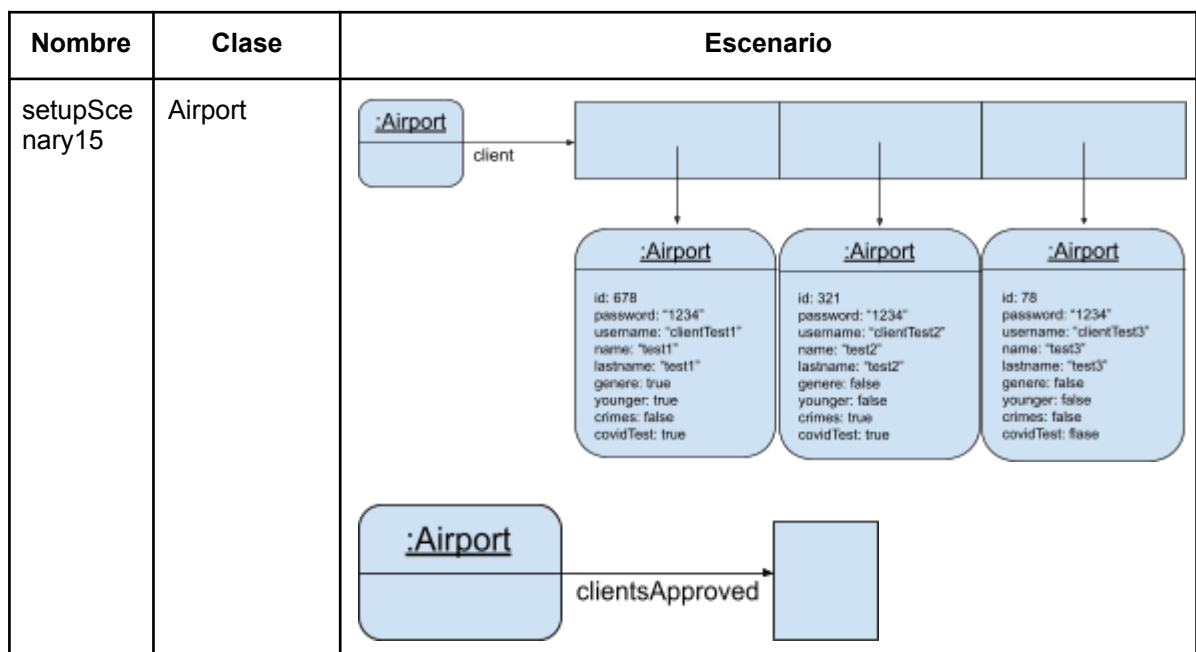 Nombre
Clase
Escenario
setupSce
nary15
Airport
:Airport
client
:Airport
id: 678
password: "1234"
username: "clientTest1"
name: "test1"
lastname: "test1"
genere: true
younger: true
crimes: false
covidTest: true
:Airport
id: 321
password: "1234"
username: "clientTest2"
name: "test2"
lastname: "test2"
genere: false
younger: false
crimes: true
covidTest: true
:Airport
id: 78
password: "1234"
username: "clientTest3"
name: "test3"
lastname: "test3"
genere: false
younger: false
crimes: false
covidTest: flase
:Airport
clientsApproved